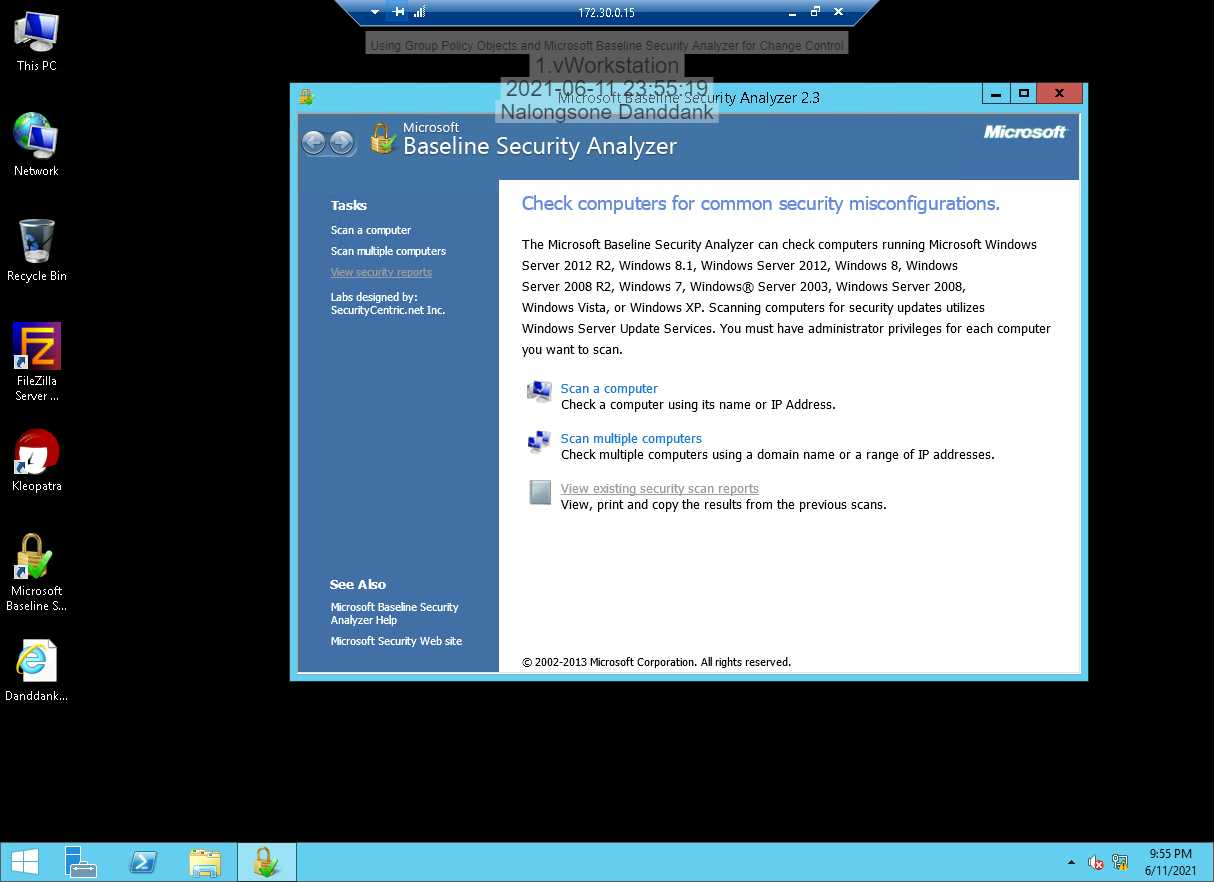 172.30.0.15
Using Group Policy Objects and Microsoft Baseline Security Analyzer for Change Control
1.vWorkstation
2021-06-11 23:55:19
Nalongsone Danddank
Microsoft Baseline Security Analyzer 2.3
This PC
Network
Recycle Bin
FileZilla
Server ...
Kleopatra
Microsoft
Baseline S...
Danddank...
Microsoft
Baseline Security Analyzer
Microsoft
Tasks
Scan a computer
Scan multiple computers
View security reports
Labs designed by:
SecurityCentric.net Inc.
See Also
Microsoft Baseline Security
Analyzer Help
Microsoft Security Web site
Check computers for common security misconfigurations.
The Microsoft Baseline Security Analyzer can check computers running Microsoft Windows
Server 2012 R2, Windows 8.1, Windows Server 2012, Windows 8, Windows
Server 2008 R2, Windows 7, Windows® Server 2003, Windows Server 2008,
Windows Vista, or Windows XP. Scanning computers for security updates utilizes
Windows Server Update Services. You must have administrator privileges for each computer
you want to scan.
Scan a computer
Check a computer using its name or IP Address.
Scan multiple computers
Check multiple computers using a domain name or a range of IP addresses.
View existing security scan reports
View, print and copy the results from the previous scans.
© 2002-2013 Microsoft Corporation. All rights reserved.
9:55 PM
6/11/2021